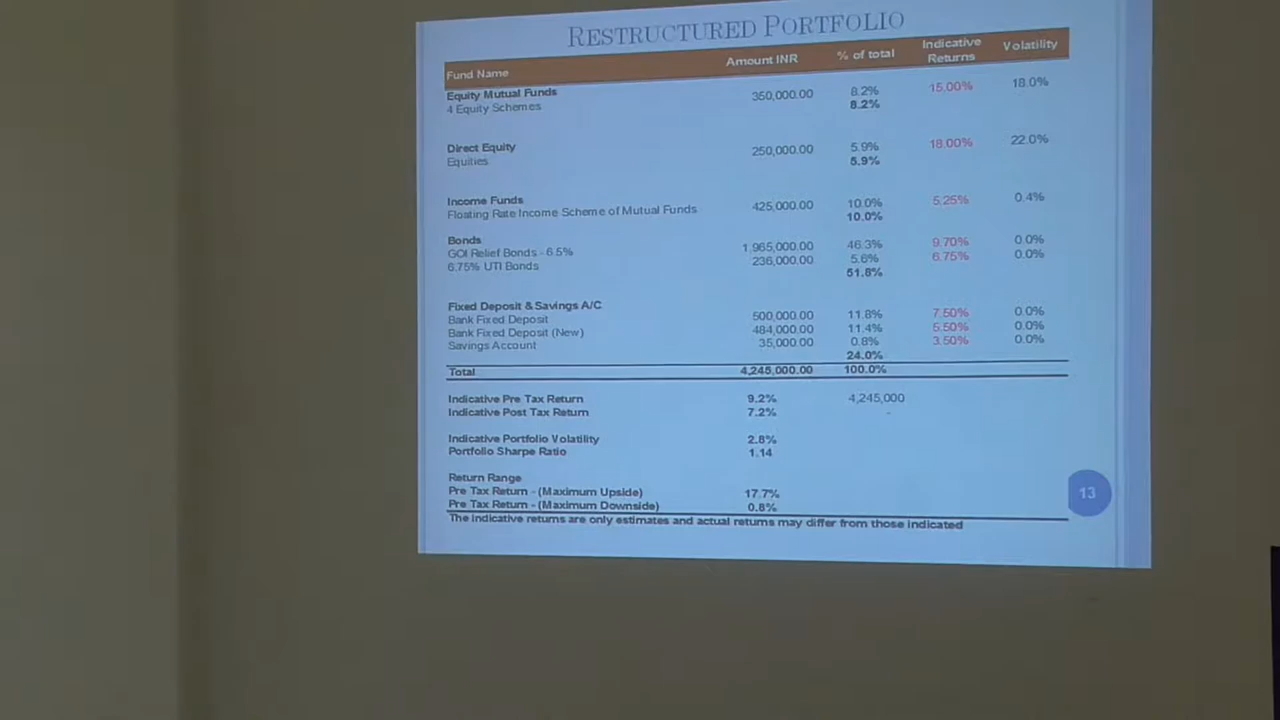 RESTRUCTURED PORTFOLIO
Fund Name Amount INR % of total Indicative Returns Volatility
Equity Mutual Funds 350,000.00 8.2% 15.00% 18.0%
4 Equity Schemes 8.2%
Direct Equity 250,000.00 5.9% 18.00% 22.0%
Equities 5.9%
Income Funds 425,000.00 10.0% 5.25% 0.4%
Floating Rate Income Scheme of Mutual Funds 10.0%
Bonds
GOI Relief Bonds - 6.5% 1,965,000.00 46.3% 9.70% 0.0%
6.75% UTI Bonds 236,000.00 5.6% 6.75% 0.0%
51.8%
Fixed Deposit & Savings A/C
Bank Fixed Deposit 500,000.00 11.8% 7.50% 0.0%
Bank Fixed Deposit (New) 484,000.00 11.4% 5.50% 0.0%
Savings Account 35,000.00 0.8% 3.50% 0.0%
24.0%
Total 4,245,000.00 100.0%
Indicative Pre Tax Return 9.2% 4,245,000
Indicative Post Tax Return 7.2% -
Indicative Portfolio Volatility 2.8%
Portfolio Sharpe Ratio 1.14
Return Range
Pre Tax Return - (Maximum Upside) 17.7%
Pre Tax Return - (Maximum Downside) 0.8%
The Indicative returns are only estimates and actual returns may differ from those indicated
13